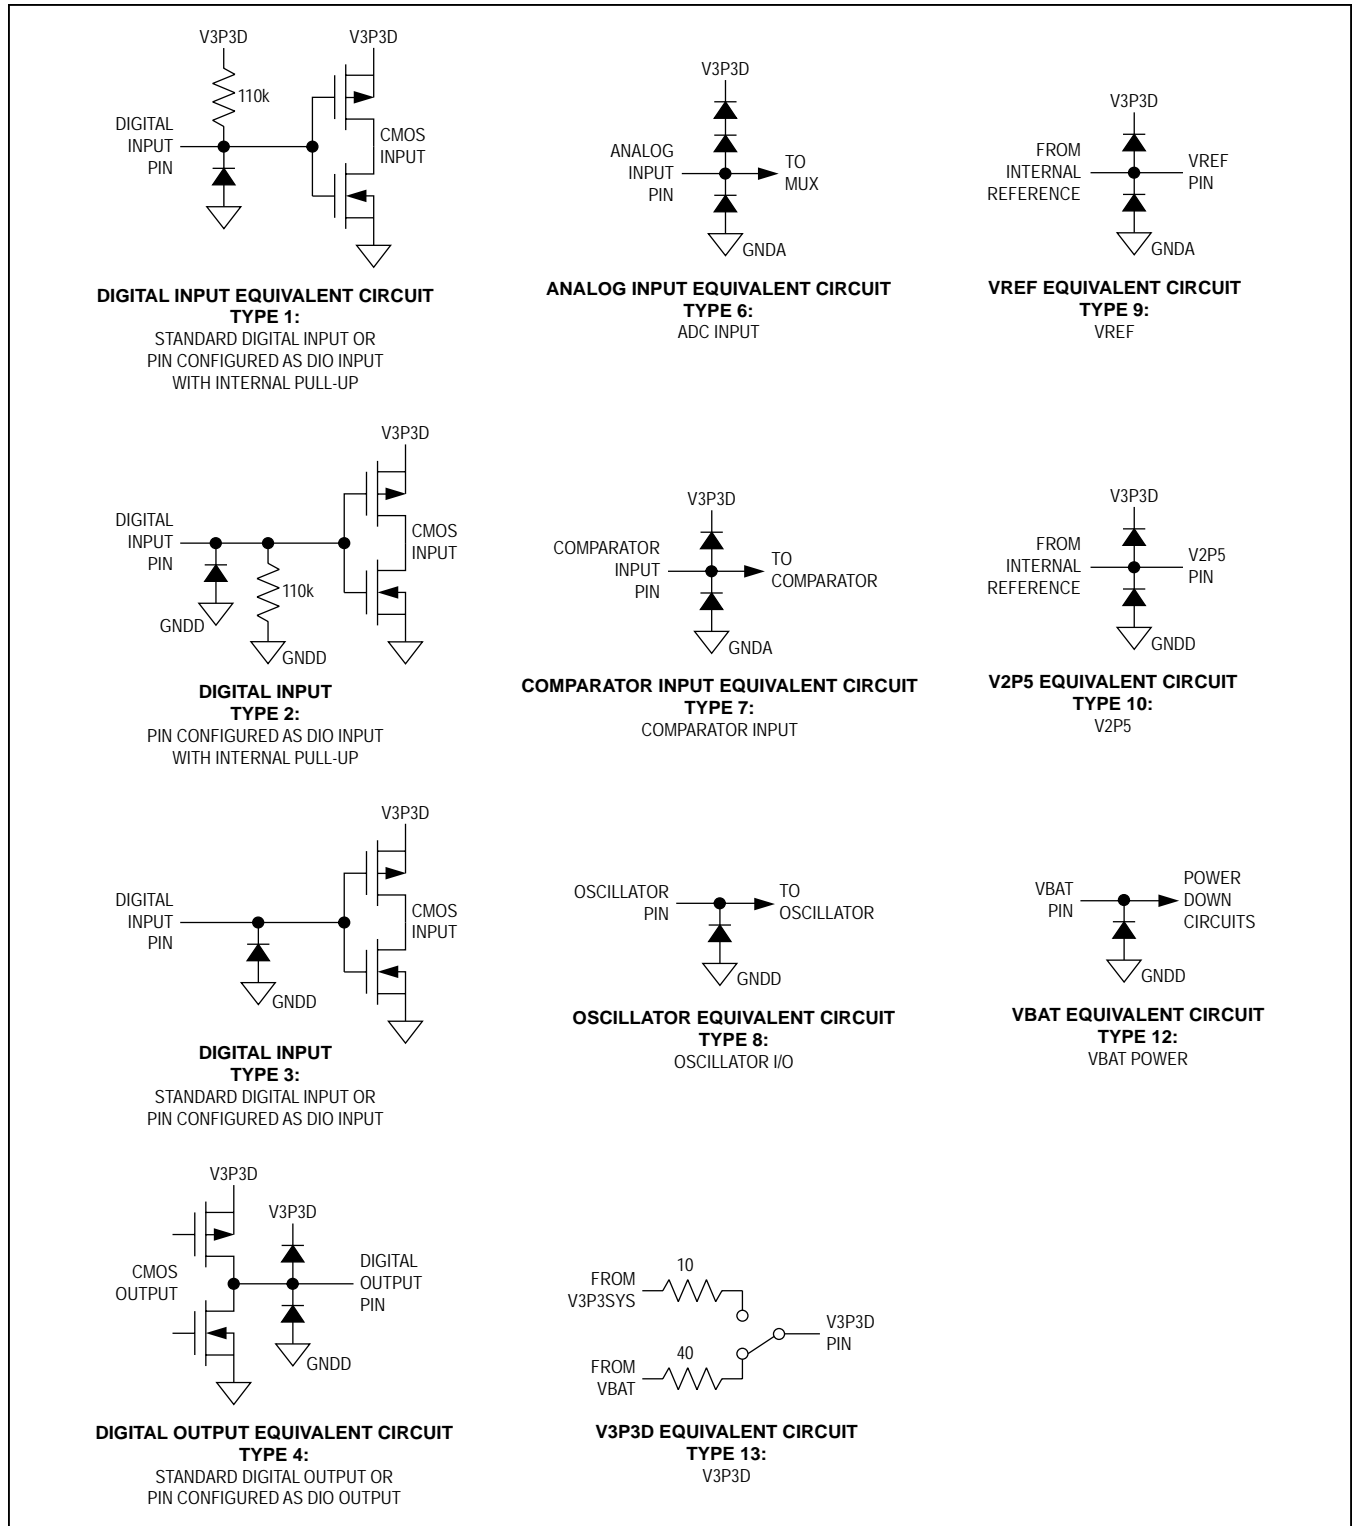 V3P3D
V3P3D
110k
DIGITAL
INPUT
PIN
CMOS
INPUT
DIGITAL INPUT EQUIVALENT CIRCUIT
TYPE 1:
STANDARD DIGITAL INPUT OR
PIN CONFIGURED AS DIO INPUT
WITH INTERNAL PULL-UP
V3P3D
ANALOG
INPUT
PIN
TO
MUX
GNDA
ANALOG INPUT EQUIVALENT CIRCUIT
TYPE 6:
ADC INPUT
V3P3D
FROM
INTERNAL
REFERENCE
VREF
PIN
GNDA
VREF EQUIVALENT CIRCUIT
TYPE 9:
VREF
V3P3D
DIGITAL
INPUT
PIN
CMOS
INPUT
110k
GNDD
GNDD
DIGITAL INPUT
TYPE 2:
PIN CONFIGURED AS DIO INPUT
WITH INTERNAL PULL-UP
V3P3D
COMPARATOR
INPUT
PIN
TO
COMPARATOR
GNDA
COMPARATOR INPUT EQUIVALENT CIRCUIT
TYPE 7:
COMPARATOR INPUT
V3P3D
FROM
INTERNAL
REFERENCE
V2P5
PIN
GNDD
V2P5 EQUIVALENT CIRCUIT
TYPE 10:
V2P5
V3P3D
DIGITAL
INPUT
PIN
CMOS
INPUT
GNDD
DIGITAL INPUT
TYPE 3:
STANDARD DIGITAL INPUT OR
PIN CONFIGURED AS DIO INPUT
OSCILLATOR
PIN
TO
OSCILLATOR
GNDD
OSCILLATOR EQUIVALENT CIRCUIT
TYPE 8:
OSCILLATOR I/O
VBAT
PIN
POWER
DOWN
CIRCUITS
GNDD
VBAT EQUIVALENT CIRCUIT
TYPE 12:
VBAT POWER
V3P3D
V3P3D
CMOS
OUTPUT
DIGITAL
OUTPUT
PIN
GNDD
DIGITAL OUTPUT EQUIVALENT CIRCUIT
TYPE 4:
STANDARD DIGITAL OUTPUT OR
PIN CONFIGURED AS DIO OUTPUT
10
FROM
V3P3SYS
V3P3D
PIN
40
FROM
VBAT
V3P3D EQUIVALENT CIRCUIT
TYPE 13:
V3P3D